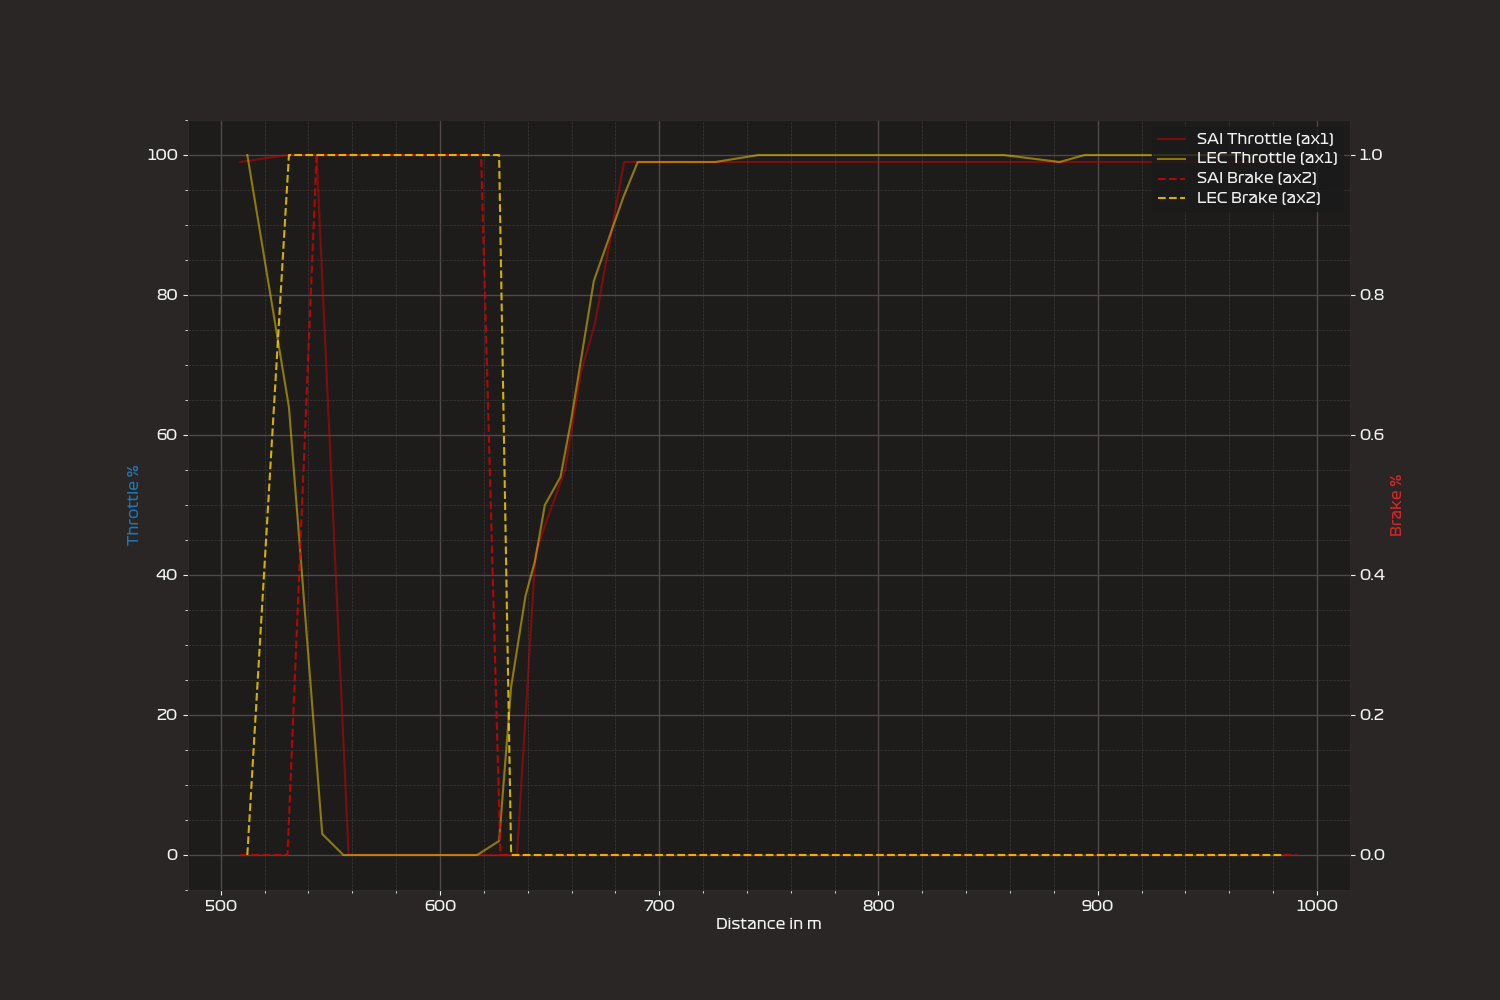 SAI Throttle (ax1)
LEC Throttle (ax1)
SAI Brake (ax2)
LEC Brake (ax2)
100
80
60
40
20
0
Throttle %
1.0
0.8
0.6
0.4
0.2
0.0
Brake %
500 600 700 800 900 1000
Distance in m